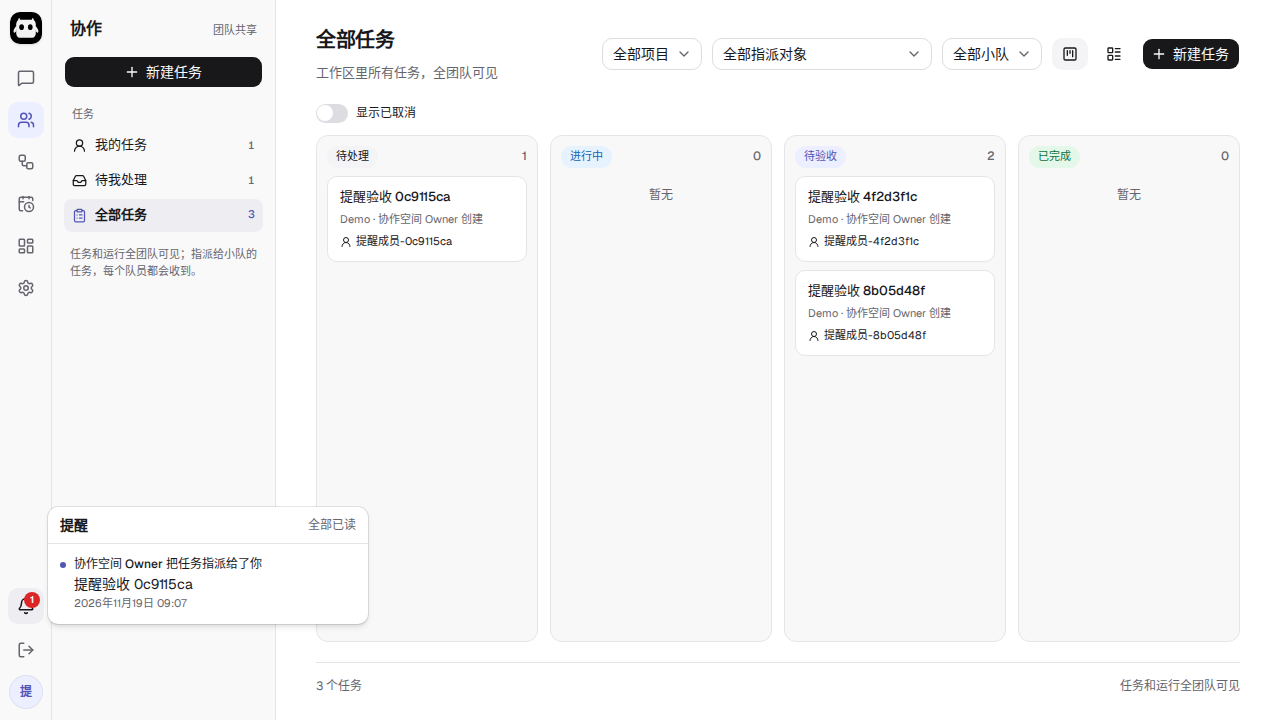 协作
团队共享
新建任务
任务
我的任务 1
待我处理 1
全部任务 3
任务和运行全团队可见；指派给小队的
任务，每个队员都会收到。
提醒
全部已读
协作空间 Owner 把任务指派给了你
提醒验收 0c9115ca
2026年11月19日 09:07
1
提
全部任务
工作区里所有任务，全团队可见
全部项目
全部指派对象
全部小队
新建任务
显示已取消
待处理 1
提醒验收 0c9115ca
Demo · 协作空间 Owner 创建
提醒成员-0c9115ca
进行中 0
暂无
待验收 2
提醒验收 4f2d3f1c
Demo · 协作空间 Owner 创建
提醒成员-4f2d3f1c
提醒验收 8b05d48f
Demo · 协作空间 Owner 创建
提醒成员-8b05d48f
已完成 0
暂无
3 个任务
任务和运行全团队可见